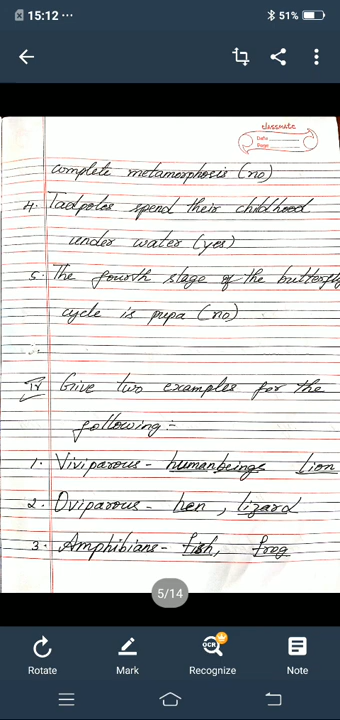 15:12 ... 51%
classmate
Date
Page
complete metamorphosis (no)
4. Tadpoles spend their childhood
under water (yes)
5. The fourth stage of the butterfly
cycle is pupa (no)
IV Give two examples for the
following :-
1. Viviparous - humanbeings Lion
2. Oviparous - hen , lizard
3. Amphibians - fish, frog
5/14
OCR
Rotate Mark Recognize Note